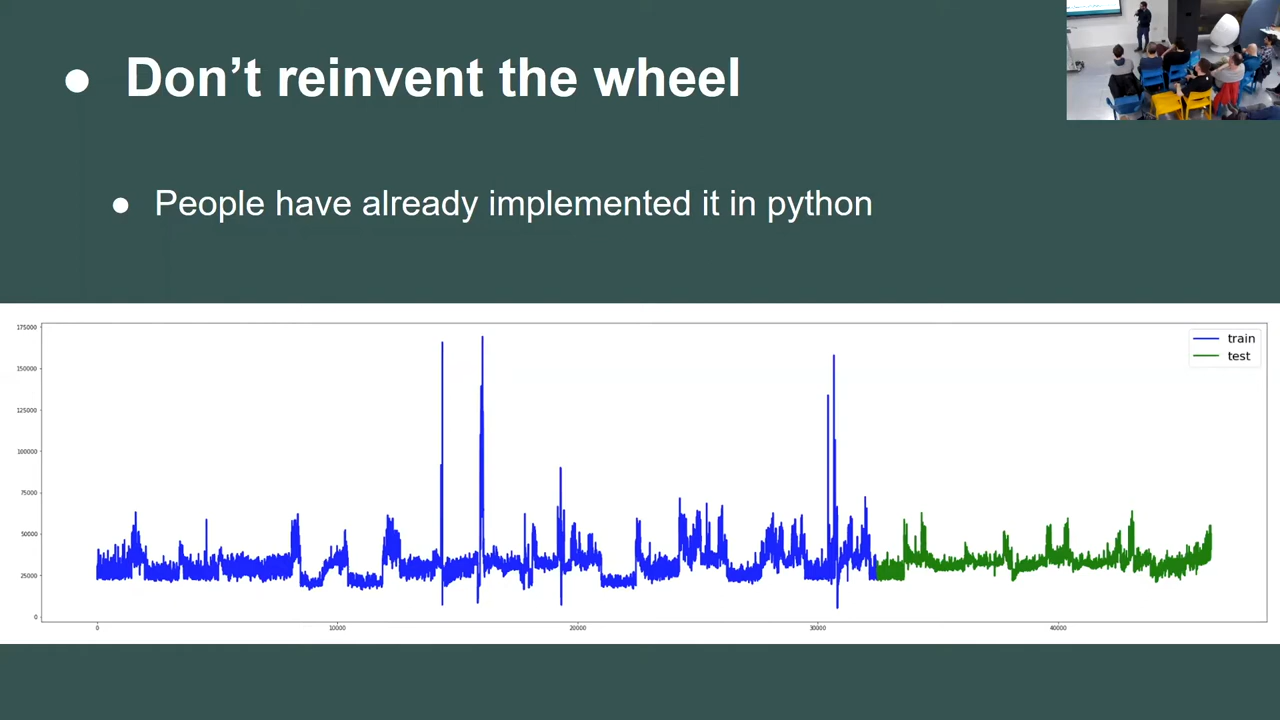 ● Don’t reinvent the wheel
● People have already implemented it in python
175000
150000
125000
100000
75000
50000
25000
0
0 10000 20000 30000 40000
train
test